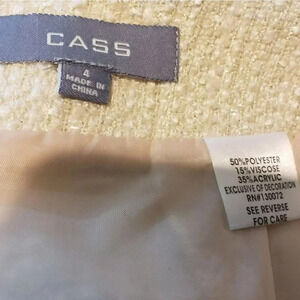 CASS
4
MADE IN
CHINA
50%POLYESTER
15%VISCOSE
35%ACRYLIC
EXCLUSIVE OF DECORATION
RN#130072
SEE REVERSE
FOR CARE